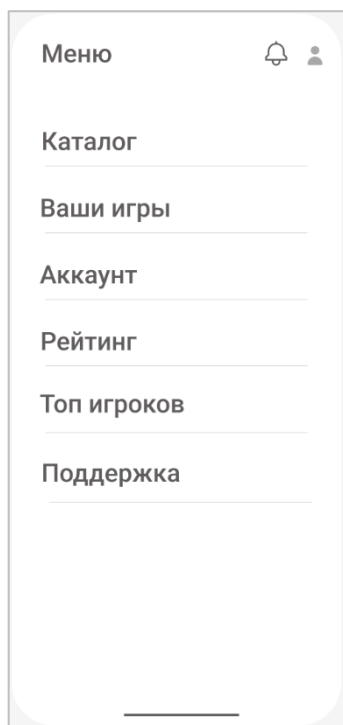 Меню
Каталог
Ваши игры
Аккаунт
Рейтинг
Топ игроков
Поддержка